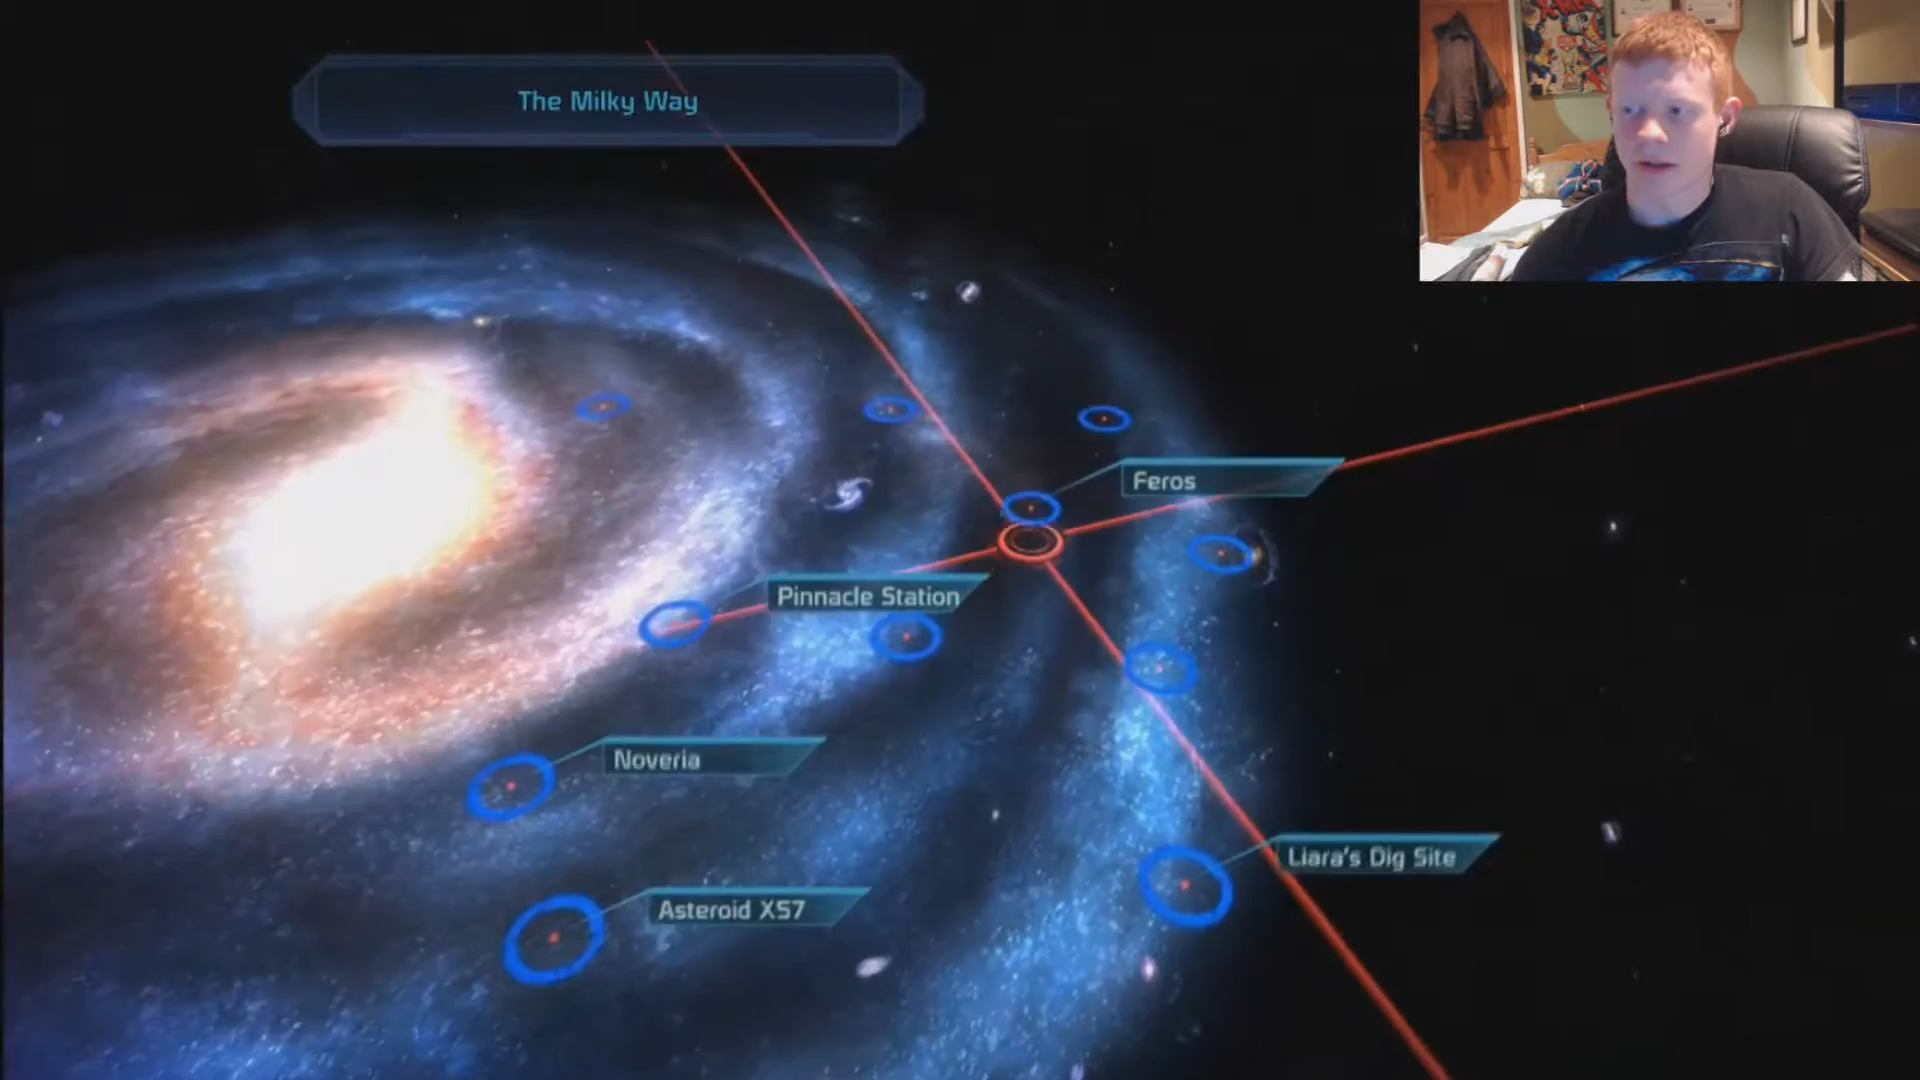 The Milky Way
Feros
Pinnacle Station
Noveria
Liara's Dig Site
Asteroid X57